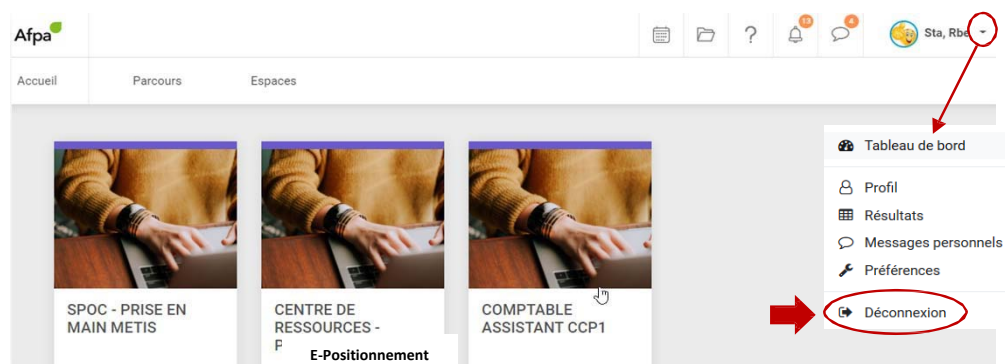 Afpa
13
4
Sta, Rbe
Accueil
Parcours
Espaces
Tableau de bord
Profil
Résultats
Messages personnels
Préférences
Déconnexion
SPOC - PRISE EN
MAIN METIS
CENTRE DE
RESSOURCES -
P
E-Positionnement
COMPTABLE
ASSISTANT CCP1